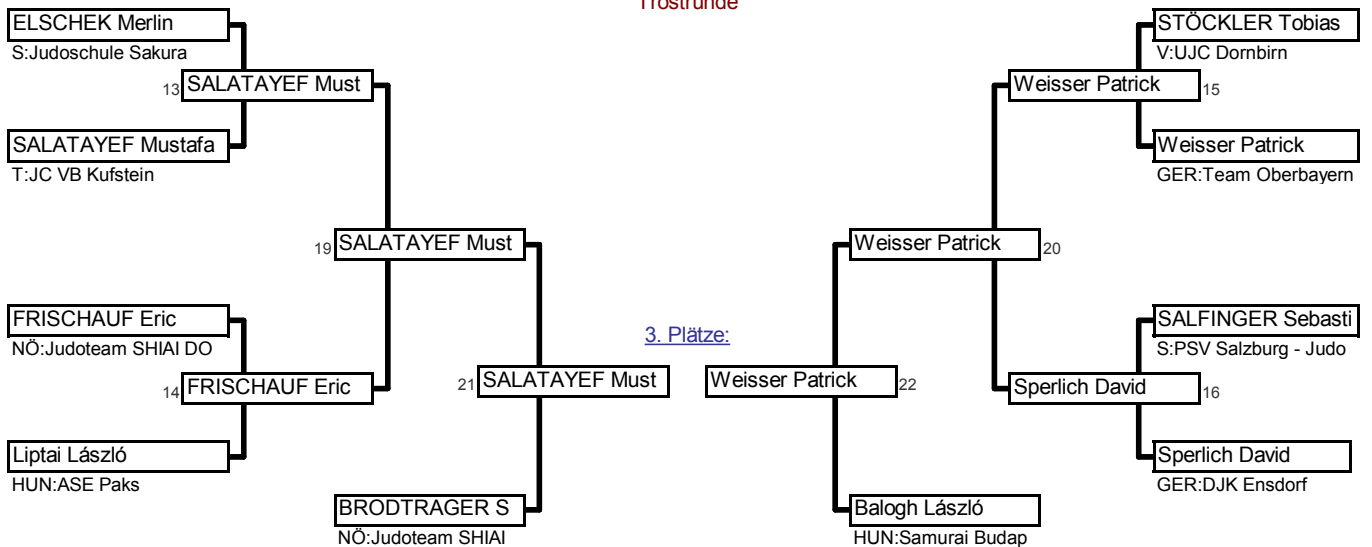 Trostrunde
ELSCHEK Merlin
S:Judoschule Sakura
13 SALATAYEF Must
SALATAYEF Mustafa
T:JC VB Kufstein
19 SALATAYEF Must
FRISCHAUF Eric
NÖ:Judoteam SHIAI DO
14 FRISCHAUF Eric
Liptai László
HUN:ASE Paks
21 SALATAYEF Must
BRODTRAGER S
NÖ:Judoteam SHIAI
3. Plätze:
STÖCKLER Tobias
V:UJC Dornbirn
Weisser Patrick 15
Weisser Patrick
GER:Team Oberbayern
Weisser Patrick 20
SALFINGER Sebasti
S:PSV Salzburg - Judo
Sperlich David 16
Sperlich David
GER:DJK Ensdorf
Weisser Patrick 22
Balogh László
HUN:Samurai Budap